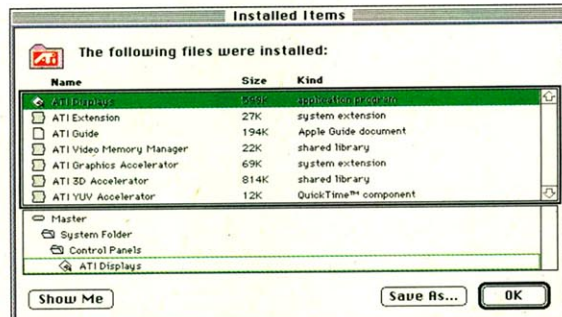 Installed Items
ATI
The following files were installed:
Name Size Kind
ATI Displays 599K application program
ATI Extension 27K system extension
ATI Guide 194K Apple Guide document
ATI Video Memory Manager 22K shared library
ATI Graphics Accelerator 69K system extension
ATI 3D Accelerator 814K shared library
ATI YUV Accelerator 12K QuickTime™ component
Master
System Folder
Control Panels
ATI Displays
Show Me Save As... OK